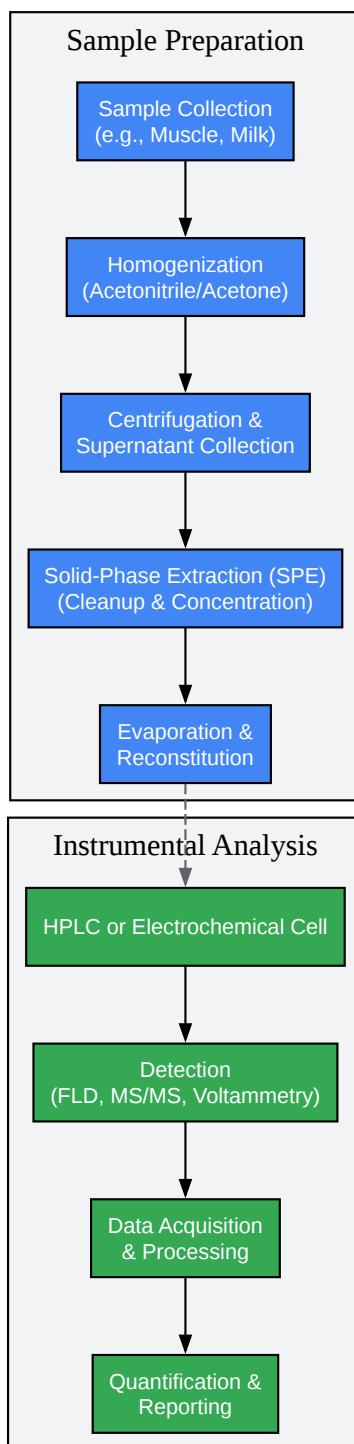 Sample Preparation
Sample Collection
(e.g., Muscle, Milk)
Homogenization
(Acetonitrile/Acetone)
Centrifugation &
Supernatant Collection
Solid-Phase Extraction (SPE)
(Cleanup & Concentration)
Evaporation &
Reconstitution
Instrumental Analysis
HPLC or Electrochemical Cell
Detection
(FLD, MS/MS, Voltammetry)
Data Acquisition
& Processing
Quantification &
Reporting